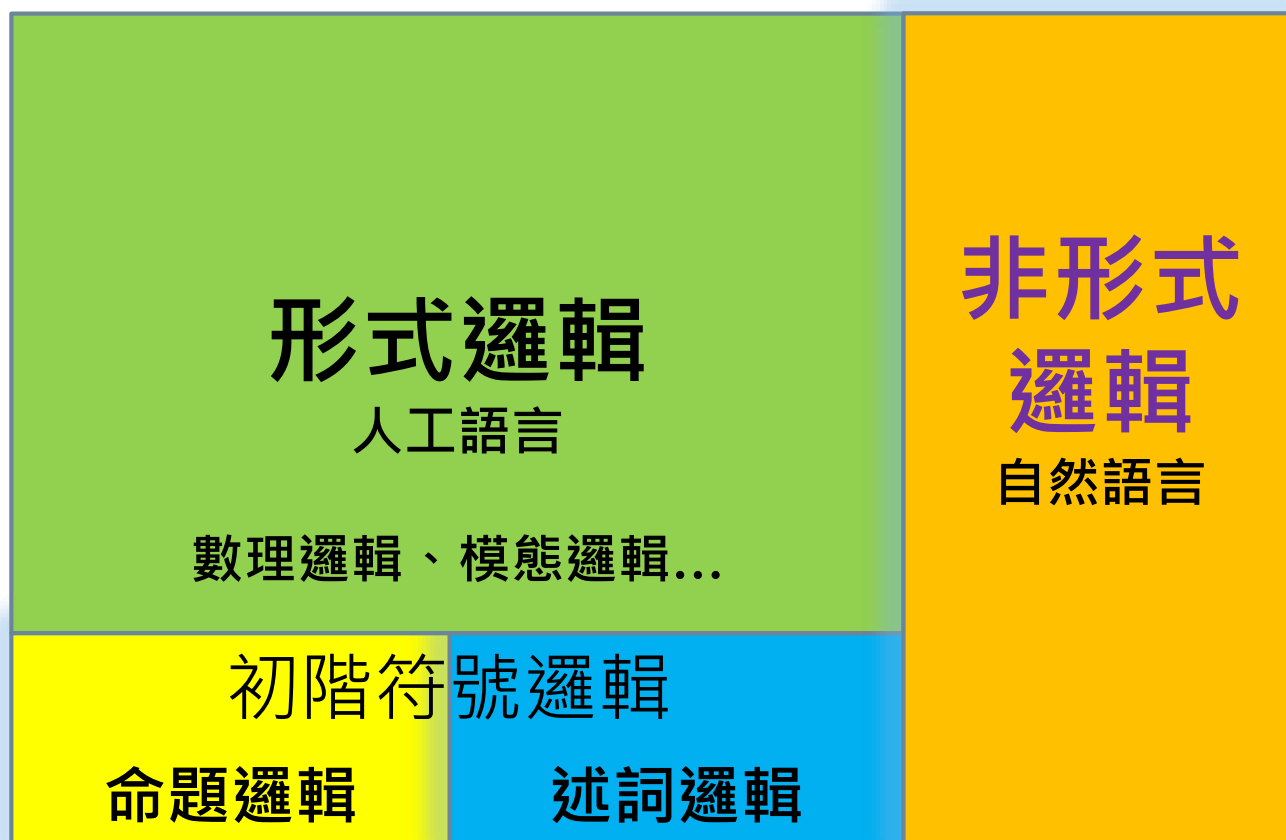 形式邏輯
人工語言
數理邏輯、模態邏輯...
非形式
邏輯
自然語言
初階符號邏輯
命題邏輯
述詞邏輯